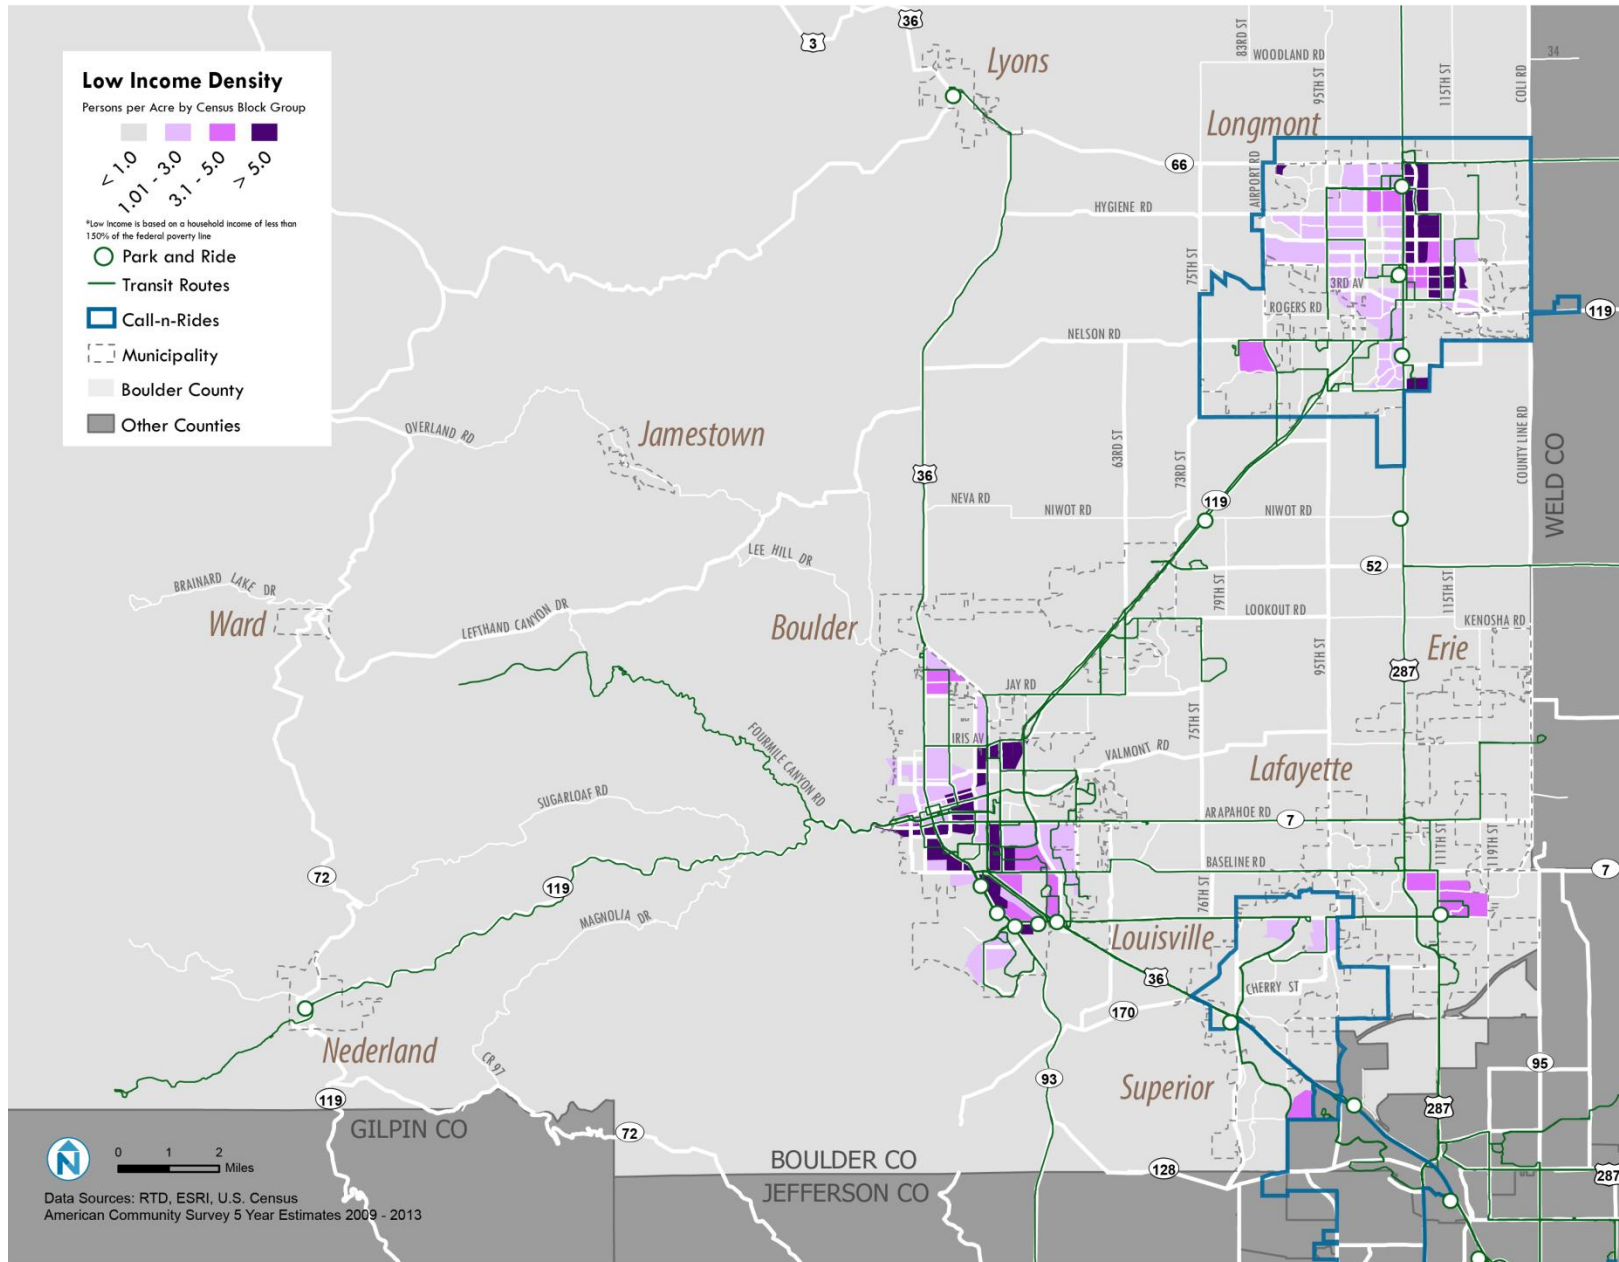 Low Income Density
Persons per Acre by Census Block Group
< 1.0
1.01 - 3.0
3.1 - 5.0
> 5.0
*Low Income is based on a household income of less than
150% of the federal poverty line
Park and Ride
Transit Routes
Call-n-Rides
Municipality
Boulder County
Other Counties
36
3
Lyons
83RD ST
WOODLAND RD
95TH ST
115TH ST
COLI RD
34
Longmont
66
AIRPORT RD
HYGIENE RD
75TH ST
3RD AV
ROGERS RD
119
NELSON RD
OVERLAND RD
Jamestown
63RD ST
73RD ST
36
COUNTY LINE RD
WELD CO
NEVA RD
NIWOT RD
119
NIWOT RD
LEE HILL DR
52
BRAINARD LAKE DR
Ward
LEFTHAND CANYON DR
Boulder
79TH ST
LOOKOUT RD
115TH ST
KENOSHA RD
Erie
95TH ST
287
JAY RD
75TH ST
IRIS AV
VALMONT RD
FOURMILE CANYON RD
Lafayette
SUGARLOAF RD
ARAPAHOE RD
7
111TH ST
119TH ST
BASELINE RD
7
72
119
76TH ST
MAGNOLIA DR
Louisville
36
CHERRY ST
170
Nederland
CR 97
93
Superior
95
119
287
GILPIN CO
72
BOULDER CO
JEFFERSON CO
128
287
N
0 1 2
Miles
Data Sources: RTD, ESRI, U.S. Census
American Community Survey 5 Year Estimates 2009 - 2013